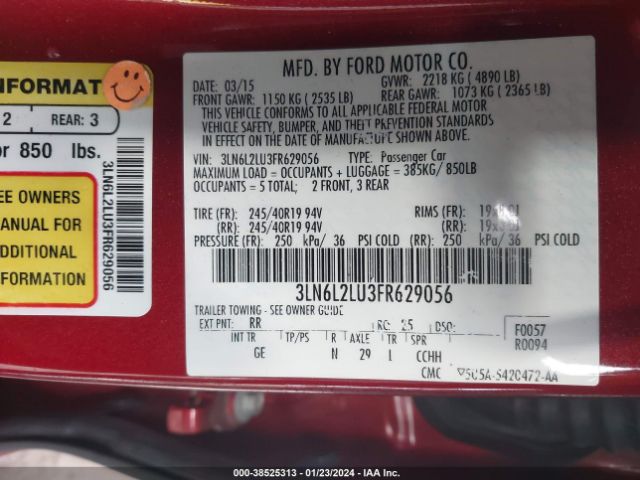 NFORMAT
2 REAR: 3
or 850 lbs.
EE OWNERS
MANUAL FOR
ADDITIONAL
NFORMATION
3LN6L2LU3FR629056
MFD. BY FORD MOTOR CO.
DATE: 03/15 GVWR: 2218 KG ( 4890 LB)
FRONT GAWR: 1150 KG ( 2535 LB) REAR GAWR: 1073 KG ( 2365 LB)
THIS VEHICLE CONFORMS TO ALL APPLICABLE FEDERAL MOTOR
VEHICLE SAFETY, BUMPER, AND THEFT PREVENTION STANDARDS
IN EFFECT ON THE DATE OF MANUFACTURE SHOWN ABOVE.
VIN: 3LN6L2LU3FR629056 TYPE: Passenger Car
MAXIMUM LOAD = OCCUPANTS + LUGGAGE = 385KG/ 850LB
OCCUPANTS = 5 TOTAL; 2 FRONT, 3 REAR
TIRE (FR): 245/40R19 94V RIMS (FR):
(RR): 245/40R19 94V (RR):
PRESSURE (FR): 250 kPa/ 36 PSI COLD (RR): 250 kPa/ 36 PSI COLD
3LN6L2LU3FR629056
TRAILER TOWING - SEE OWNER GUIDE
EXT PNT: RR RC: 25 DSO: F0057
R0094
INT TR TP/PS R AXLE TR SPR
GE N 29 CCHH
CMC
000-38525313 - 01/23/2024 - IAA Inc.